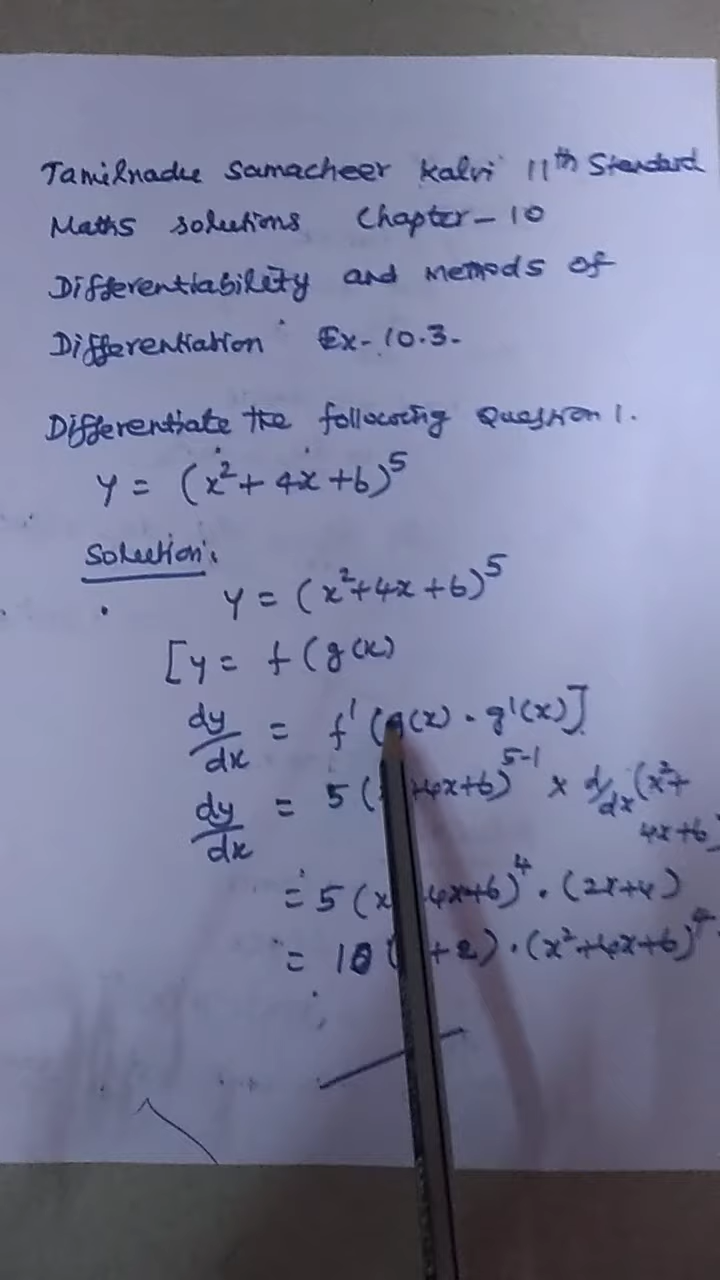 Tamilnadu Samacheer Kalvi 11th Standard
Maths solutions Chapter - 10
Differentiability and Methods of
Differentiation Ex- 10.3.
Differentiate the following Question 1.
y = (x² + 4x + 6)⁵
Solution:
y = (x² + 4x + 6)⁵
[y = f(g(x)
dy/dx = f'(g(x) . g'(x)]
dy/dx = 5( +4x+6)⁵⁻¹ × d/dx (x²+
4x+6)
= 5(x 4x+6)⁴ . (2x+4)
= 10( +2) . (x²+4x+6)⁴